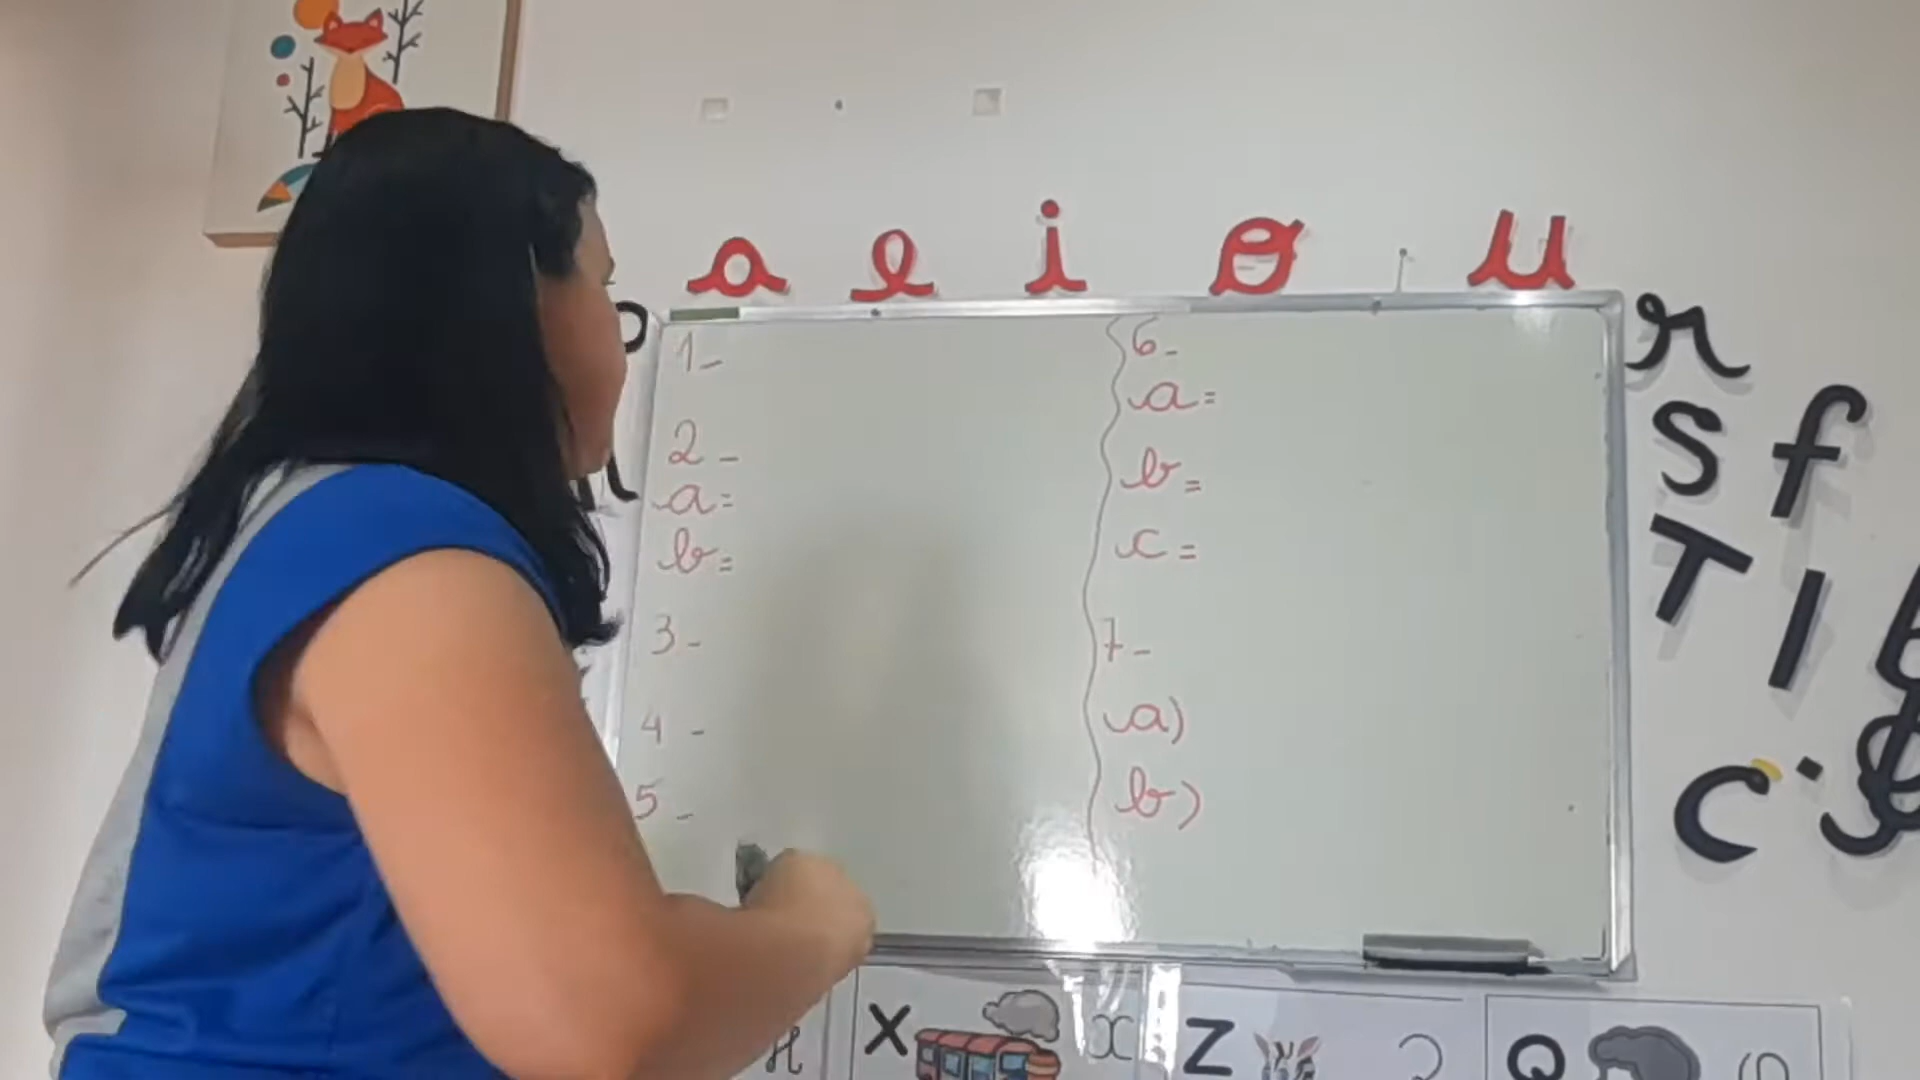 a e i o u
1-
2-
a=
b=
3-
4-
5-
6-
a=
b=
c=
7-
a)
b)
r
s f
T l
c
X x
Z
Q